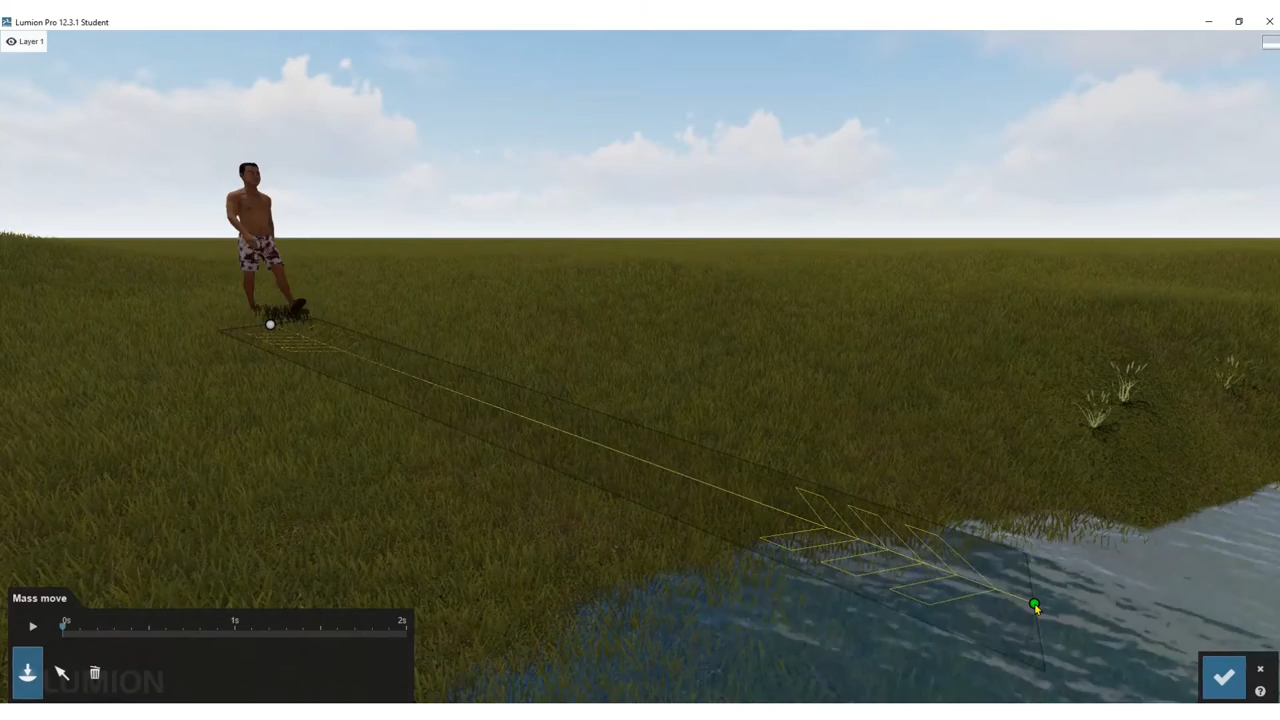 Lumion Pro 12.3.1 Student
Layer 1
Mass move
0s 1s 2s
LUMION